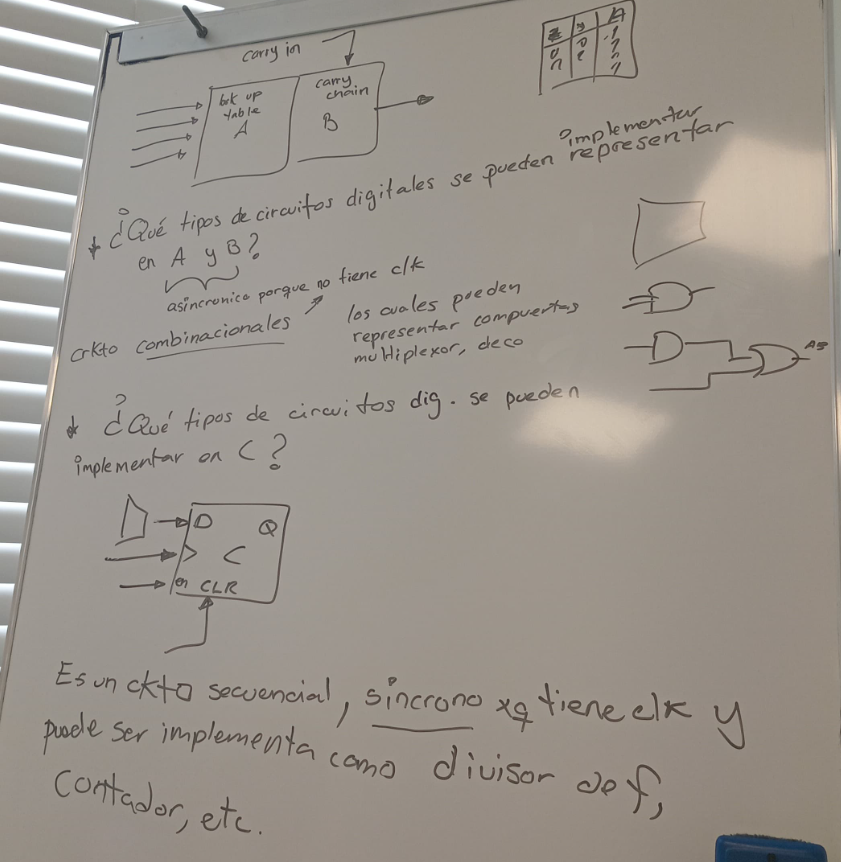 carry in
look up
table
A
carry
chain
B
implementar
¿Qué tipos de circuitos digitales se pueden representar
en A y B?
asincronico porque no tiene clk
crkto combinacionales
los cuales pueden
representar compuertas
multiplexor, deco
¿Qué tipos de circuitos dig. se pueden
implementar en C?
D Q
C
en CLR
Es un ckto secuencial, síncrono xq tiene clk y
puede ser implementa como divisor de f,
contador, etc.